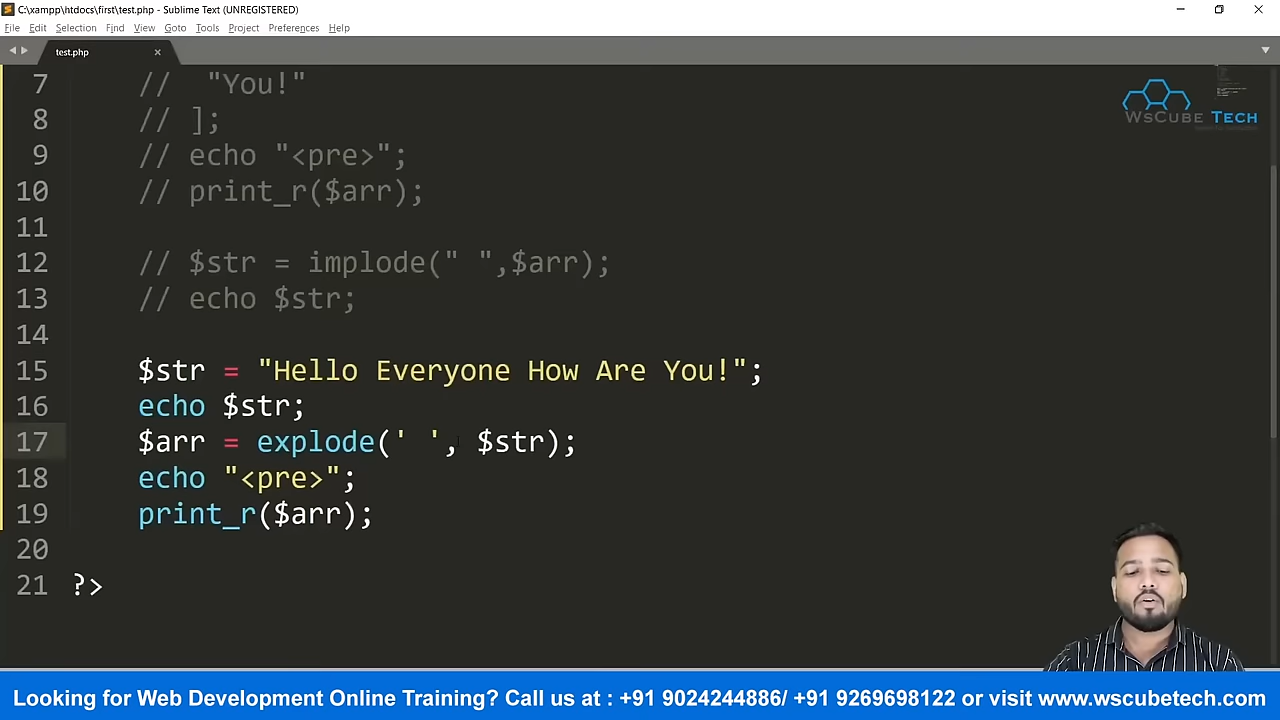 C:\xampp\htdocs\first\test.php - Sublime Text (UNREGISTERED)
File Edit Selection Find View Goto Tools Project Preferences Help
test.php
7 // "You!"
8 // ];
9 // echo "<pre>";
10 // print_r($arr);
11
12 // $str = implode(" ",$arr);
13 // echo $str;
14
15 $str = "Hello Everyone How Are You!";
16 echo $str;
17 $arr = explode(' ', $str);
18 echo "<pre>";
19 print_r($arr);
20
21 ?>
WsCube Tech
Looking for Web Development Online Training? Call us at : +91 9024244886/ +91 9269698122 or visit www.wscubetech.com